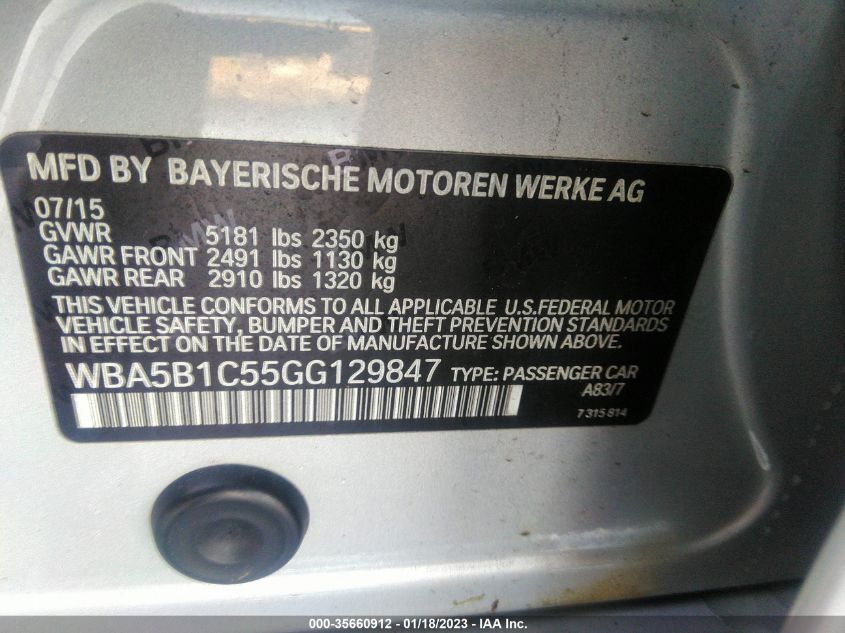 MFD BY BAYERISCHE MOTOREN WERKE AG
07/15
GVWR 5181 lbs 2350 kg
GAWR FRONT 2491 lbs 1130 kg
GAWR REAR 2910 lbs 1320 kg
THIS VEHICLE CONFORMS TO ALL APPLICABLE U.S.FEDERAL MOTOR
VEHICLE SAFETY, BUMPER AND THEFT PREVENTION STANDARDS
IN EFFECT ON THE DATE OF MANUFACTURE SHOWN ABOVE.
WBA5B1C55GG129847 TYPE: PASSENGER CAR
A83/7
7 315 814
000-35660912 / 01/18/2023 - IAA Inc.